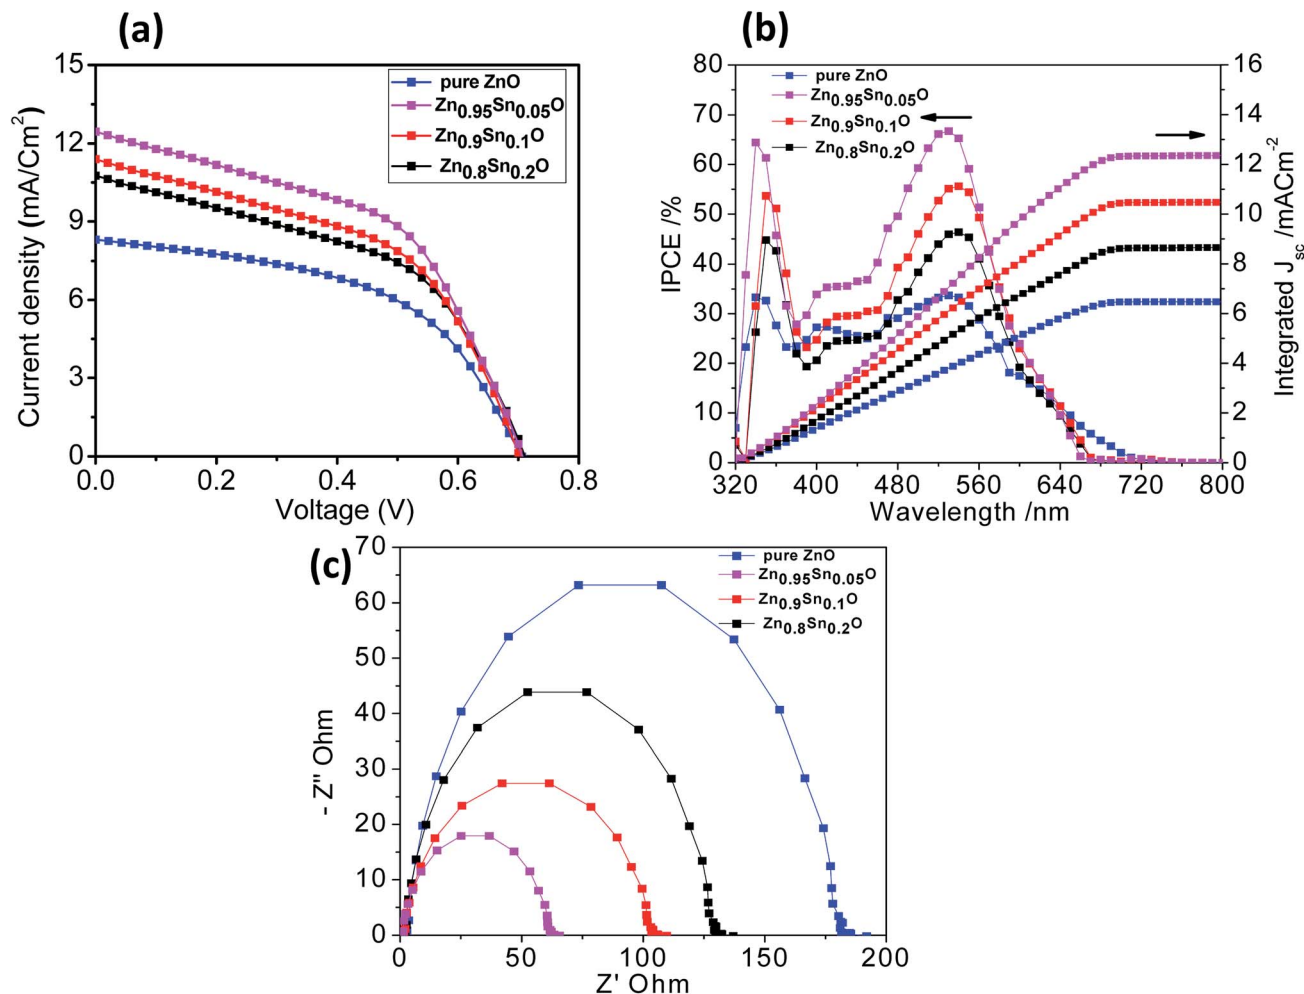 (a)
15
12
9
6
3
0
Current density (mA/Cm²)
0.0 0.2 0.4 0.6 0.8
Voltage (V)
pure ZnO
Zn0.95Sn0.05O
Zn0.9Sn0.1O
Zn0.8Sn0.2O
(b)
80
70
60
50
40
30
20
10
0
IPCE /%
pure ZnO
Zn0.95Sn0.05O
Zn0.9Sn0.1O
Zn0.8Sn0.2O
16
14
12
10
8
6
4
2
0
Integrated Jsc /mACm⁻²
320 400 480 560 640 720 800
Wavelength /nm
(c)
70
60
50
40
30
20
10
0
- Z" Ohm
pure ZnO
Zn0.95Sn0.05O
Zn0.9Sn0.1O
Zn0.8Sn0.2O
0 50 100 150 200
Z' Ohm